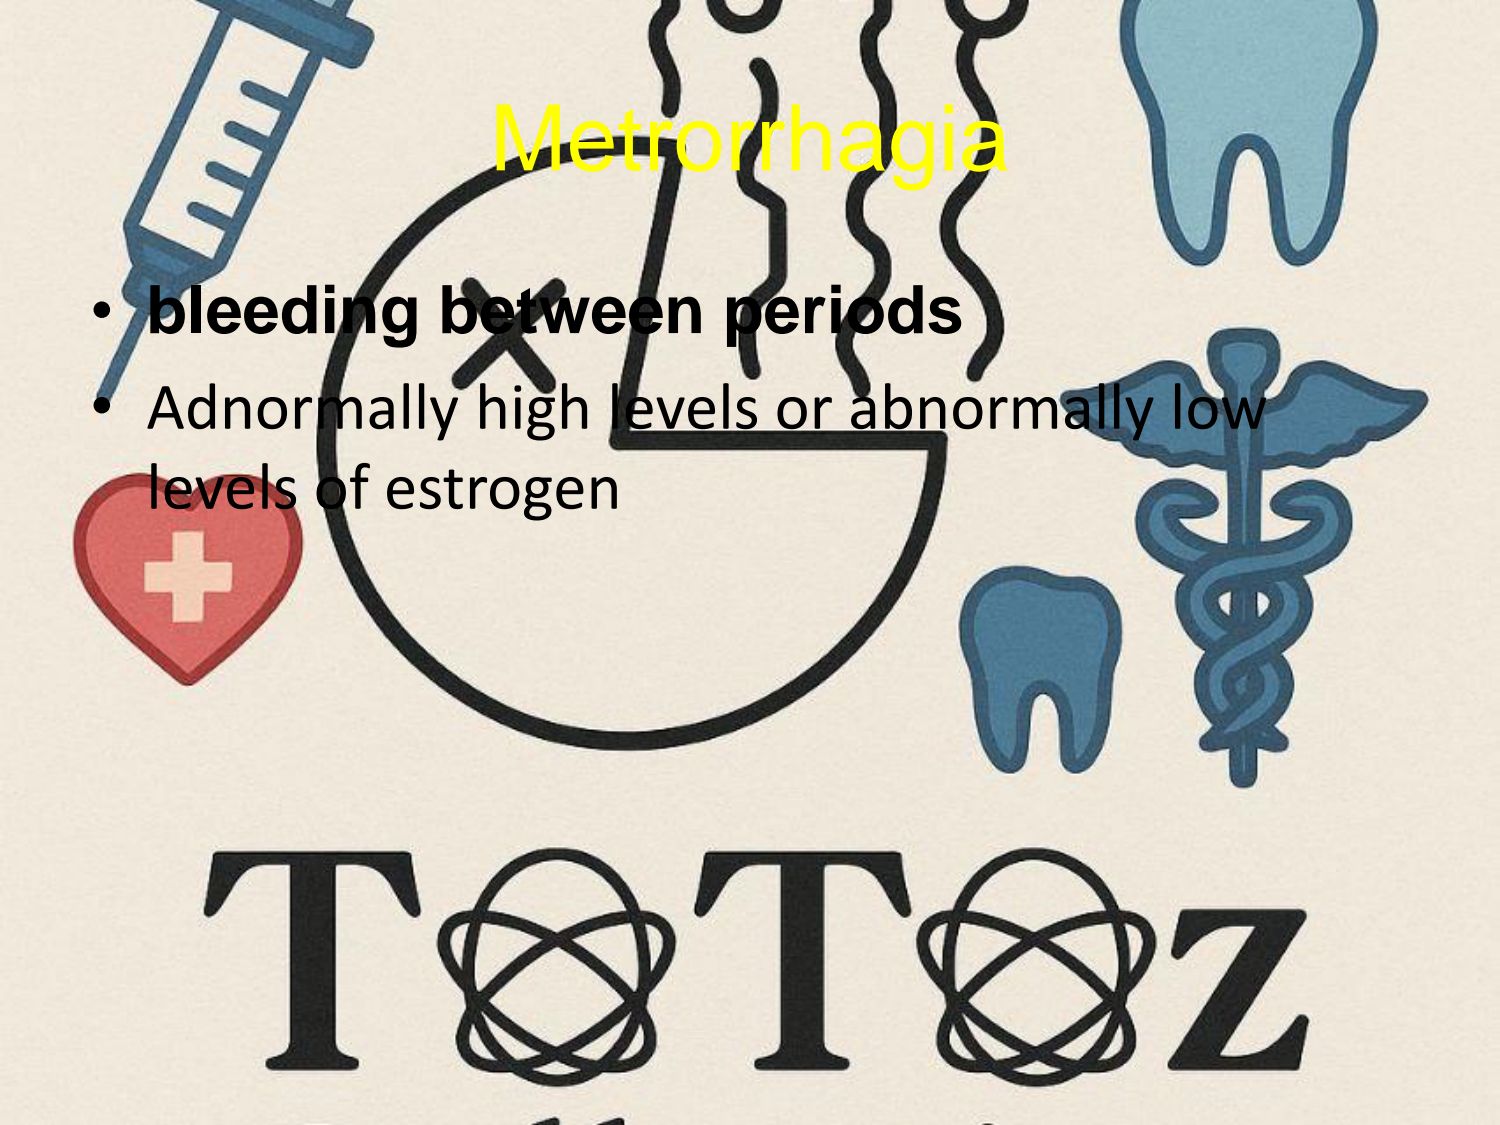 Metrorrhagia
• bleeding between periods
• Adnormally high levels or abnormally low
levels of estrogen
TOTOz